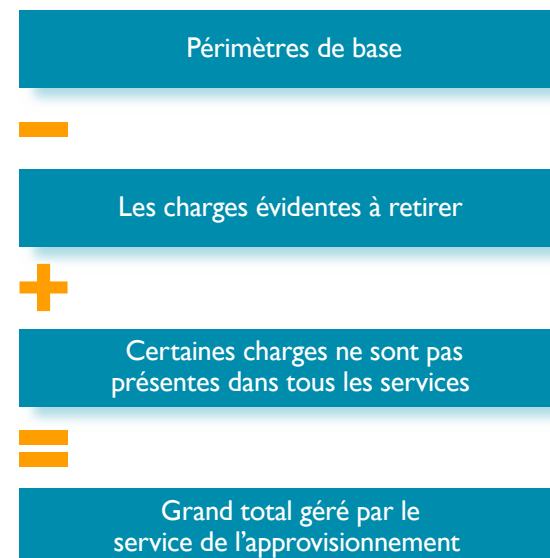 Périmètres de base
−
Les charges évidentes à retirer
+
Certaines charges ne sont pas
présentes dans tous les services
=
Grand total géré par le
service de l’approvisionnement